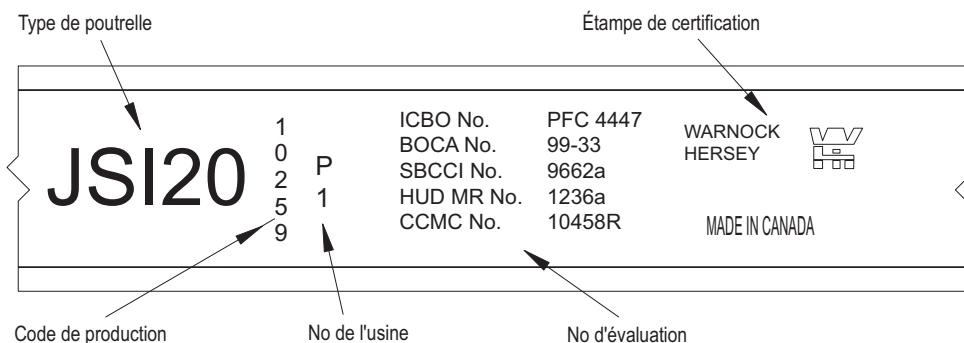 Type de poutrelle
Étampe de certification
JSI20
1
0
2
5
9
P
1
ICBO No. PFC 4447
BOCA No. 99-33
SBCCI No. 9662a
HUD MR No. 1236a
CCMC No. 10458R
WARNOCK
HERSEY
MADE IN CANADA
Code de production
No de l'usine
No d'évaluation